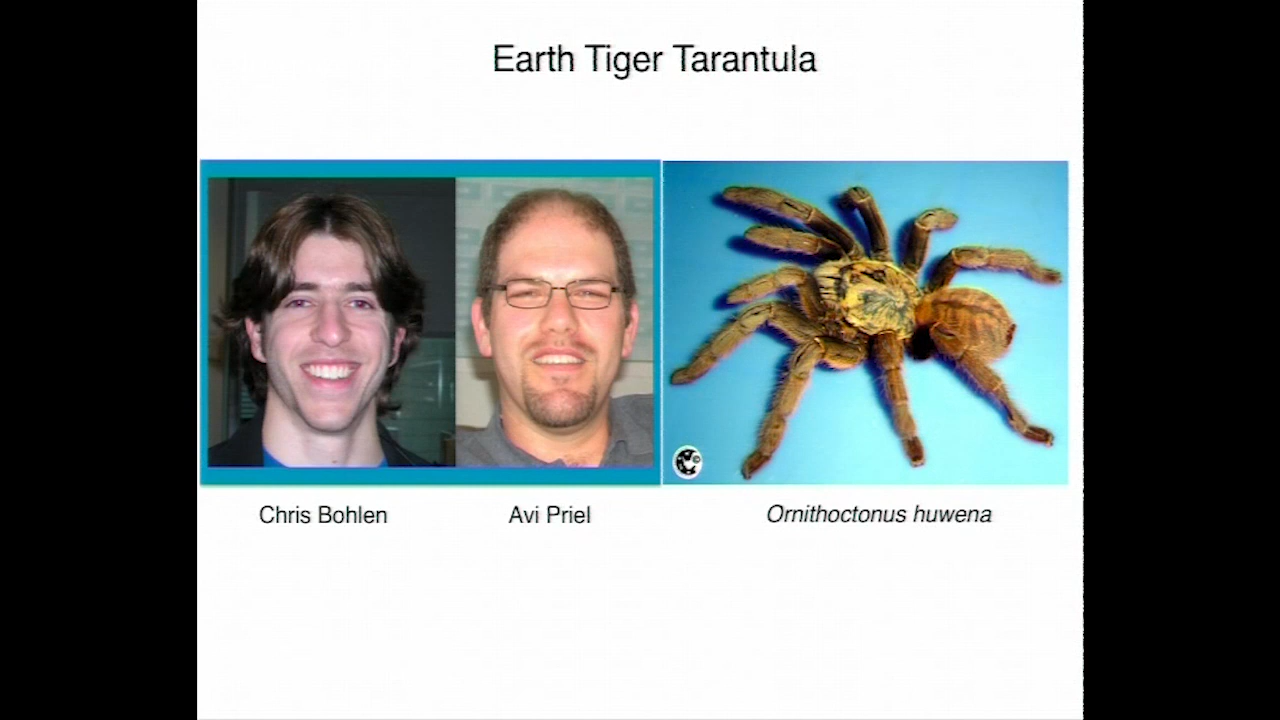 Earth Tiger Tarantula
Chris Bohlen
Avi Priel
Ornithoctonus huwena